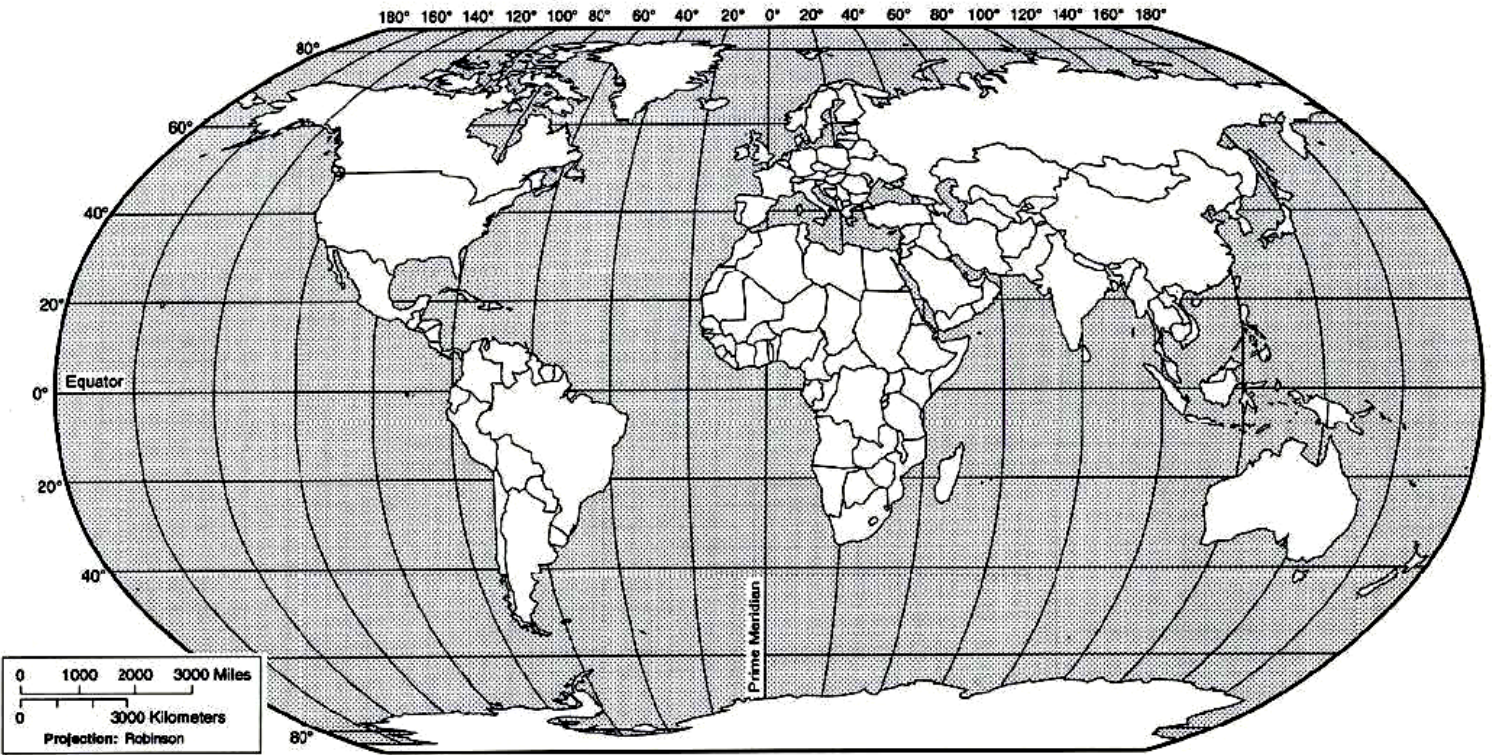 180° 160° 140° 120° 100° 80° 60° 40° 20° 0° 20° 40° 60° 80° 100° 120° 140° 160° 180°
80°
60°
40°
20°
Equator
0°
20°
40°
Prime Meridian
0 1000 2000 3000 Miles
0 3000 Kilometers
Projection: Robinson
80°